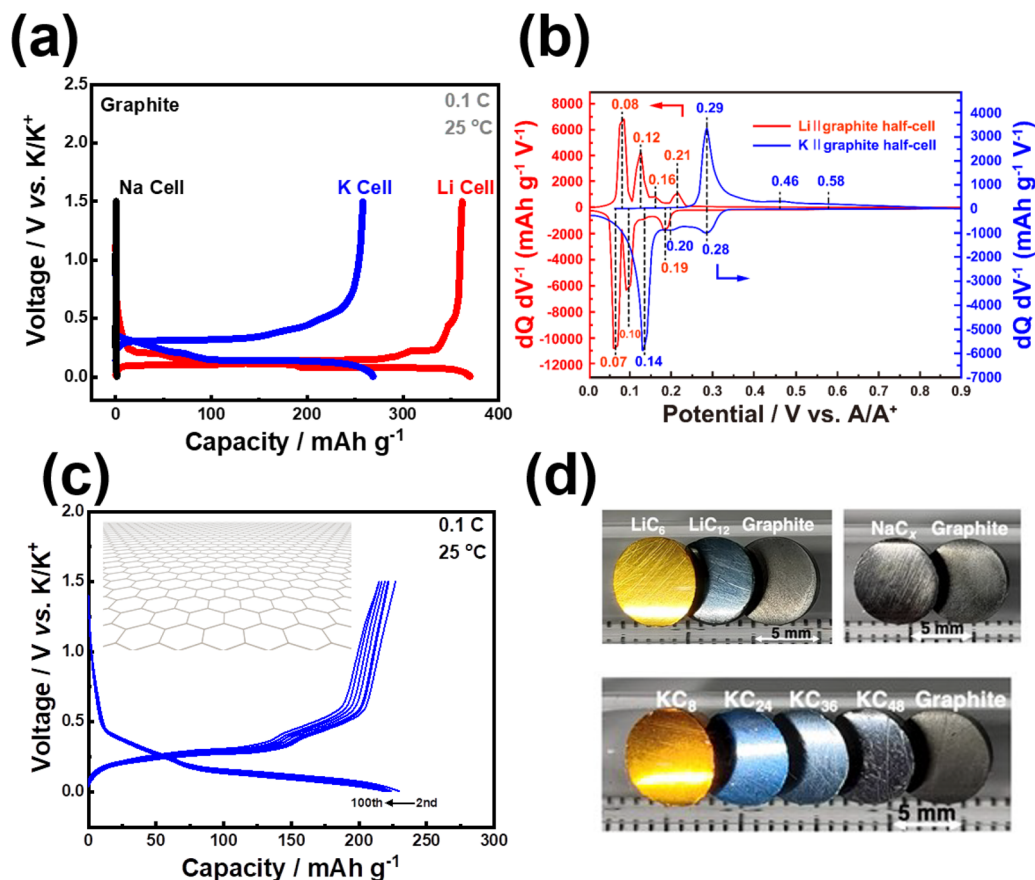 (a)
2.5
2.0
1.5
1.0
0.5
0.0
Voltage / V vs. K/K⁺
Graphite
0.1 C
25 °C
Na Cell
K Cell
Li Cell
0
100
200
300
400
Capacity / mAh g⁻¹
(b)
8000
6000
4000
2000
0
-2000
-4000
-6000
-8000
-10000
-12000
dQ dV⁻¹ (mAh g⁻¹ V⁻¹)
0.08
0.12
0.16
0.21
0.29
0.46
0.58
Li||graphite half-cell
K||graphite half-cell
0.07
0.10
0.14
0.19
0.20
0.28
4000
3000
2000
1000
0
-1000
-2000
-3000
-4000
-5000
-6000
-7000
dQ dV⁻¹ (mAh g⁻¹ V⁻¹)
0.0
0.1
0.2
0.3
0.4
0.5
0.6
0.7
0.8
0.9
Potential / V vs. A/A⁺
(c)
2.0
1.5
1.0
0.5
0.0
Voltage / V vs. K/K⁺
0.1 C
25 °C
100th
2nd
0
50
100
150
200
250
300
Capacity / mAh g⁻¹
(d)
LiC₆ LiC₁₂ Graphite
5 mm
NaCₓ Graphite
5 mm
KC₈ KC₂₄ KC₃₆ KC₄₈ Graphite
5 mm